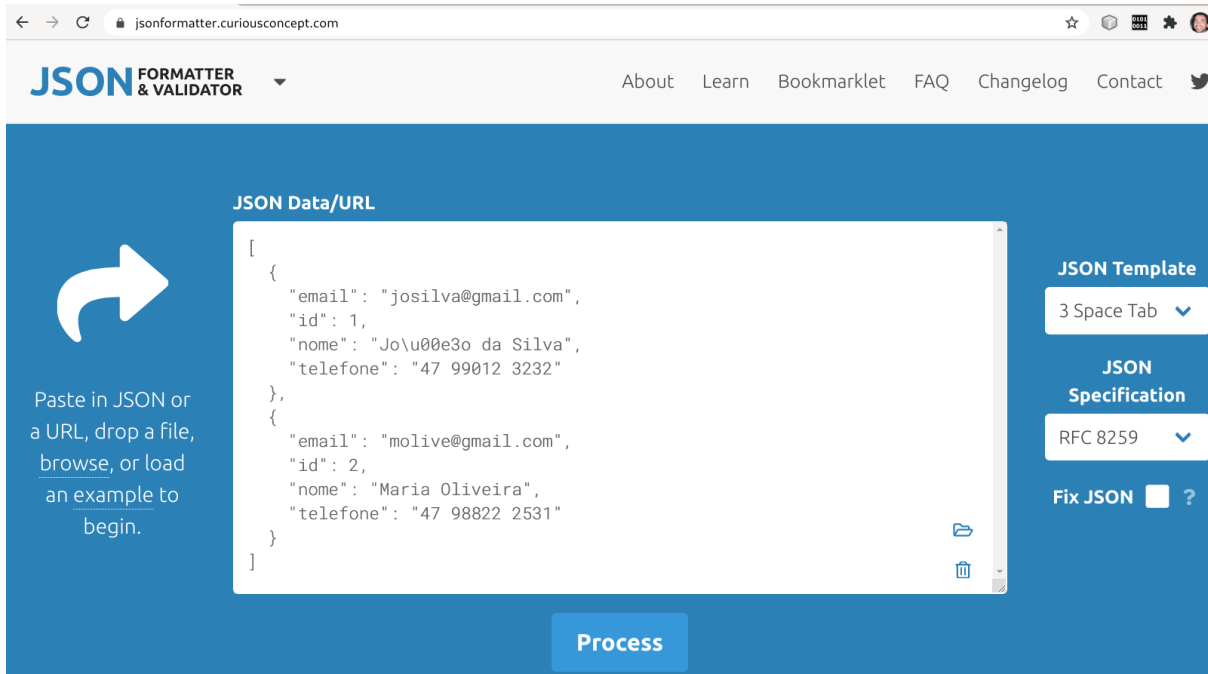 jsonformatter.curiousconcept.com
JSON FORMATTER & VALIDATOR
About Learn Bookmarklet FAQ Changelog Contact
JSON Data/URL
[
{
"email": "josilva@gmail.com",
"id": 1,
"nome": "Jo\u00e3o da Silva",
"telefone": "47 99012 3232"
},
{
"email": "molive@gmail.com",
"id": 2,
"nome": "Maria Oliveira",
"telefone": "47 98822 2531"
}
]
Paste in JSON or
a URL, drop a file,
browse, or load
an example to
begin.
JSON Template
3 Space Tab
JSON
Specification
RFC 8259
Fix JSON ?
Process
0101
0011